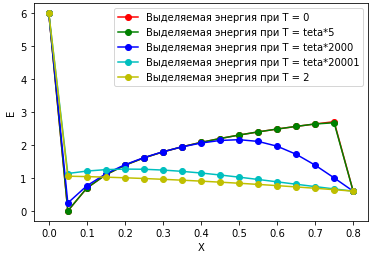 Выделяемая энергия при T = 0
Выделяемая энергия при T = teta*5
Выделяемая энергия при T = teta*2000
Выделяемая энергия при T = teta*20001
Выделяемая энергия при T = 2
6
5
4
3
2
1
0
E
0.0 0.1 0.2 0.3 0.4 0.5 0.6 0.7 0.8
X